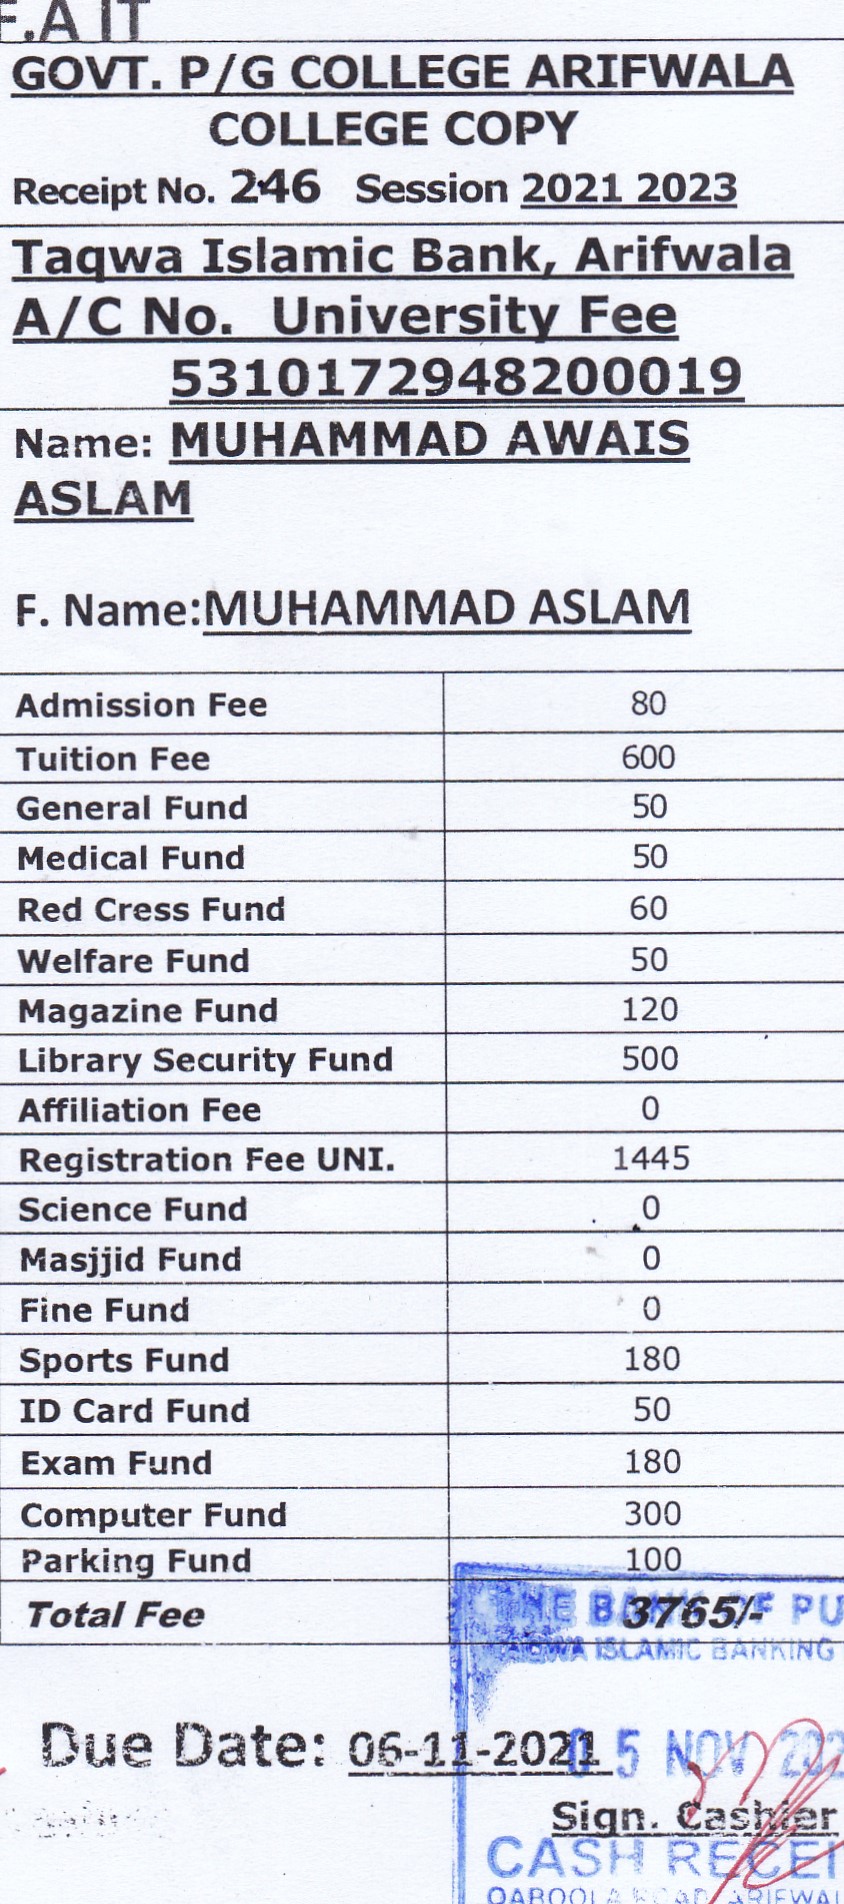 F.A IT
GOVT. P/G COLLEGE ARIFWALA
COLLEGE COPY
Receipt No. 246 Session 2021 2023
Taqwa Islamic Bank, Arifwala
A/C No. University Fee
5310172948200019
Name: MUHAMMAD AWAIS
ASLAM
F. Name:MUHAMMAD ASLAM
Admission Fee 80
Tuition Fee 600
General Fund 50
Medical Fund 50
Red Cress Fund 60
Welfare Fund 50
Magazine Fund 120
Library Security Fund 500
Affiliation Fee 0
Registration Fee UNI. 1445
Science Fund 0
Masjjid Fund 0
Fine Fund 0
Sports Fund 180
ID Card Fund 50
Exam Fund 180
Computer Fund 300
Parking Fund 100
Total Fee 3765/-
THE BANK OF PU
TAQWA ISLAMIC BANKING
Due Date: 06-11-2021
05 NOV 202
Sign. Cashier
CASH RECEI
QABOOLA ROAD, ARIFWAL